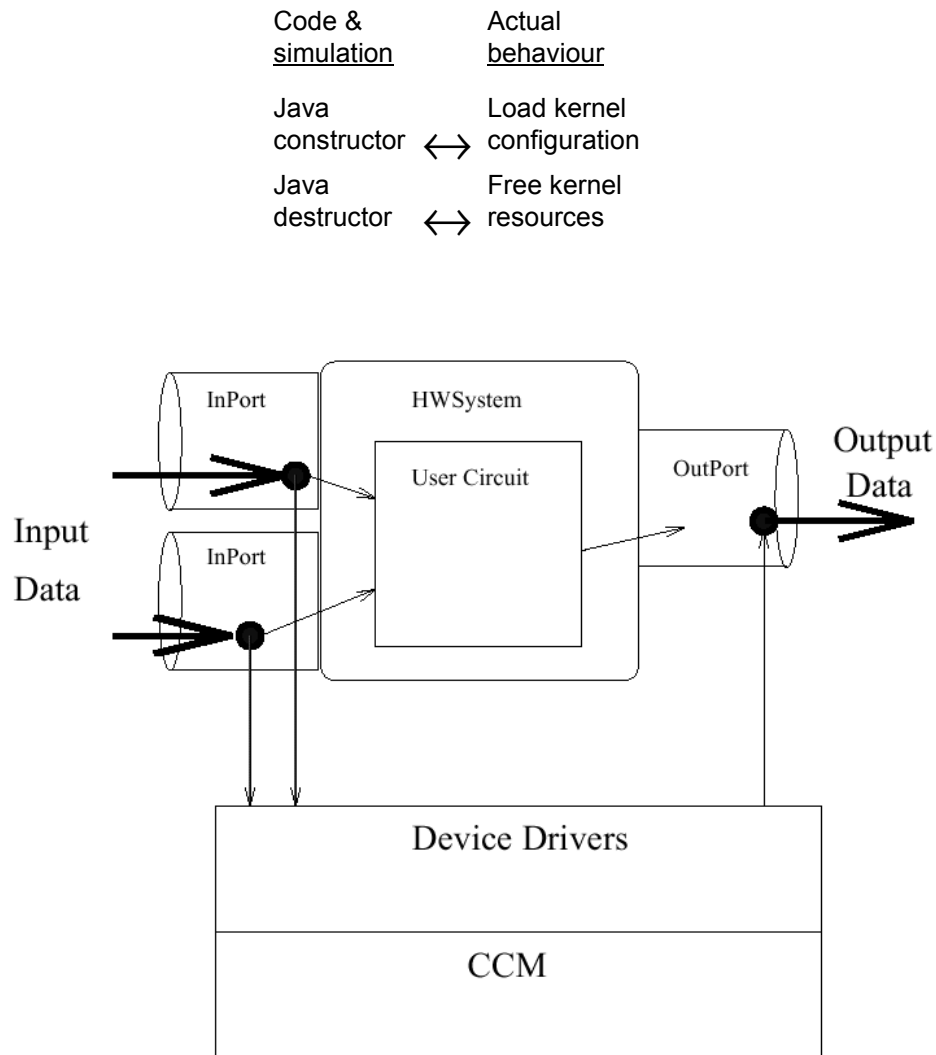 Code &
simulation
Actual
behaviour
Java
constructor
Load kernel
configuration
Java
destructor
Free kernel
resources
InPort
HWSystem
User Circuit
OutPort
Output
Data
Input
Data
InPort
Device Drivers
CCM